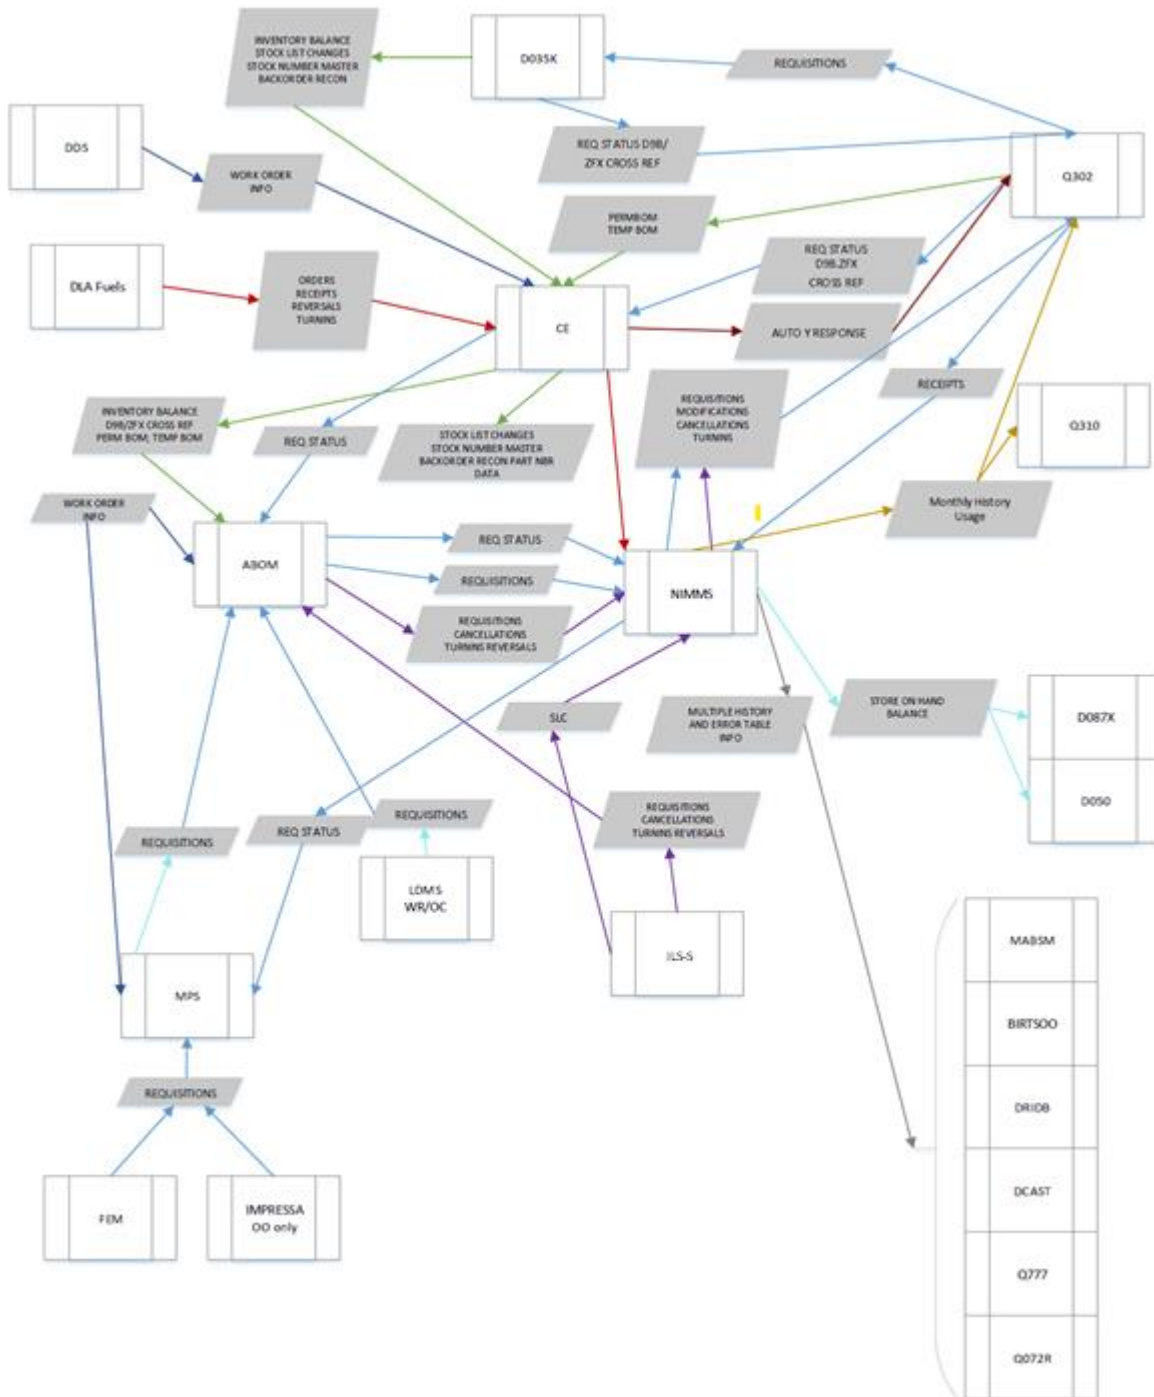 INVENTORY BALANCE
STOCK LIST CHANGES
STOCK NUMBER MASTER
BACKORDER RECON
D035K
REQUISITIONS
DDS
WORK ORDER
INFO
REQ STATUS D9B/
ZFX CROSS REF
Q302
PERMBOM
TEMP BOM
REQ STATUS
D9B.ZFX
CROSS REF
DLA Fuels
ORDERS
RECEIPTS
REVERSALS
TURNINS
CE
AUTO Y RESPONSE
RECEIPTS
INVENTORY BALANCE
D9B/ZFX CROSS REF
PERM BOM; TEMP BOM
REQ STATUS
STOCK LIST CHANGES
STOCK NUMBER MASTER
BACKORDER RECON PART NBR
DATA
REQUISITIONS
MODIFICATIONS
CANCELLATIONS
TURNINS
Q310
WORK ORDER
INFO
Monthly History
Usage
ABOM
REQ STATUS
REQUISITIONS
NIMMS
REQUISITIONS
CANCELLATIONS
TURNINS REVERSALS
SLC
MULTIPLE HISTORY
AND ERROR TABLE
INFO
STORE ON HAND
BALANCE
D087X
D050
REQUISITIONS
REQ STATUS
REQUISITIONS
REQUISITIONS
CANCELLATIONS
TURNINS REVERSALS
LDMS
WR/OC
ILS-S
MPS
REQUISITIONS
FEM
IMPRESSA
OO only
MABSM
BIRTSOO
DRIDB
DCAST
Q777
Q072R